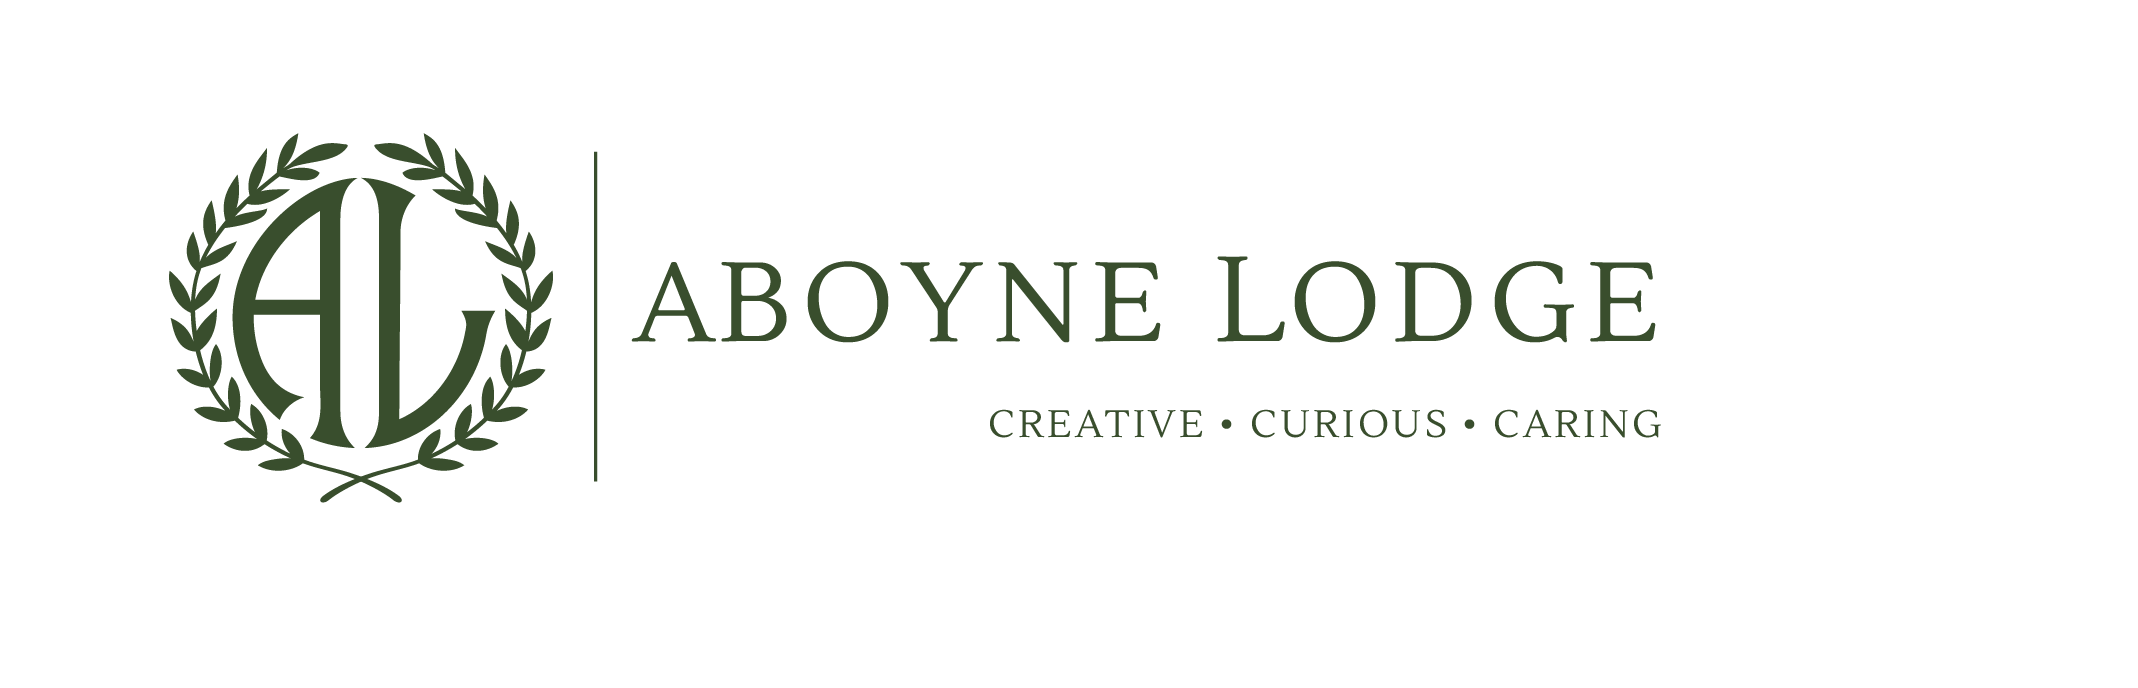 AL
ABOYNE LODGE
CREATIVE • CURIOUS • CARING